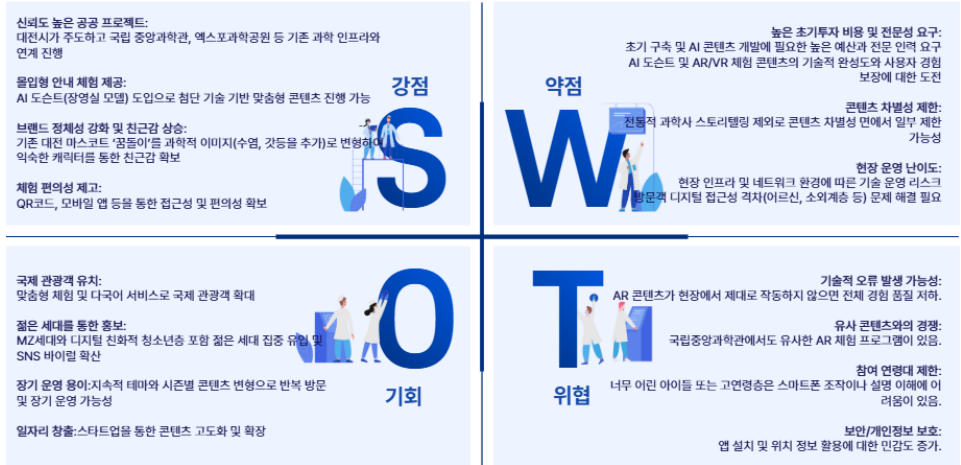 신뢰도 높은 공공 프로젝트:
대전시가 주도하고 국립 중앙과학관, 엑스포과학공원 등 기존 과학 인프라와
연계 진행
몰입형 안내 체험 제공:
AI 도슨트(장영실 모델) 도입으로 첨단 기술 기반 맞춤형 콘텐츠 진행 가능
브랜드 정체성 강화 및 친근감 상승:
기존 대전 마스코트 '꿈돌이'를 과학적 이미지(수염, 갓등을 추가)로 변형하여
익숙한 캐릭터를 통한 친근감 확보
체험 편의성 제고:
QR코드, 모바일 앱 등을 통한 접근성 및 편의성 확보
강점
S
높은 초기투자 비용 및 전문성 요구:
초기 구축 및 AI 콘텐츠 개발에 필요한 높은 예산과 전문 인력 요구
AI 도슨트 및 AR/VR 체험 콘텐츠의 기술적 완성도와 사용자 경험
보장에 대한 도전
콘텐츠 차별성 제한:
전통적 과학사 스토리텔링 제외로 콘텐츠 차별성 면에서 일부 제한
가능성
현장 운영 난이도:
현장 인프라 및 네트워크 환경에 따른 기술 운영 리스크
방문객 디지털 접근성 격차(어르신, 소외계층 등) 문제 해결 필요
약점
W
국제 관광객 유치:
맞춤형 체험 및 다국어 서비스로 국제 관광객 확대
젊은 세대를 통한 홍보:
MZ세대와 디지털 친화적 청소년층 포함 젊은 세대 집중 유입 및
SNS 바이럴 확산
장기 운영 용이:지속적 테마와 시즌별 콘텐츠 변형으로 반복 방문
및 장기 운영 가능성
일자리 창출:스타트업을 통한 콘텐츠 고도화 및 확장
O
기회
기술적 오류 발생 가능성:
AR 콘텐츠가 현장에서 제대로 작동하지 않으면 전체 경험 품질 저하.
유사 콘텐츠와의 경쟁:
국립중앙과학관에서도 유사한 AR 체험 프로그램이 있음.
참여 연령대 제한:
너무 어린 아이들 또는 고연령층은 스마트폰 조작이나 설명 이해에 어
려움이 있음.
보안/개인정보 보호:
앱 설치 및 위치 정보 활용에 대한 민감도 증가.
T
위협